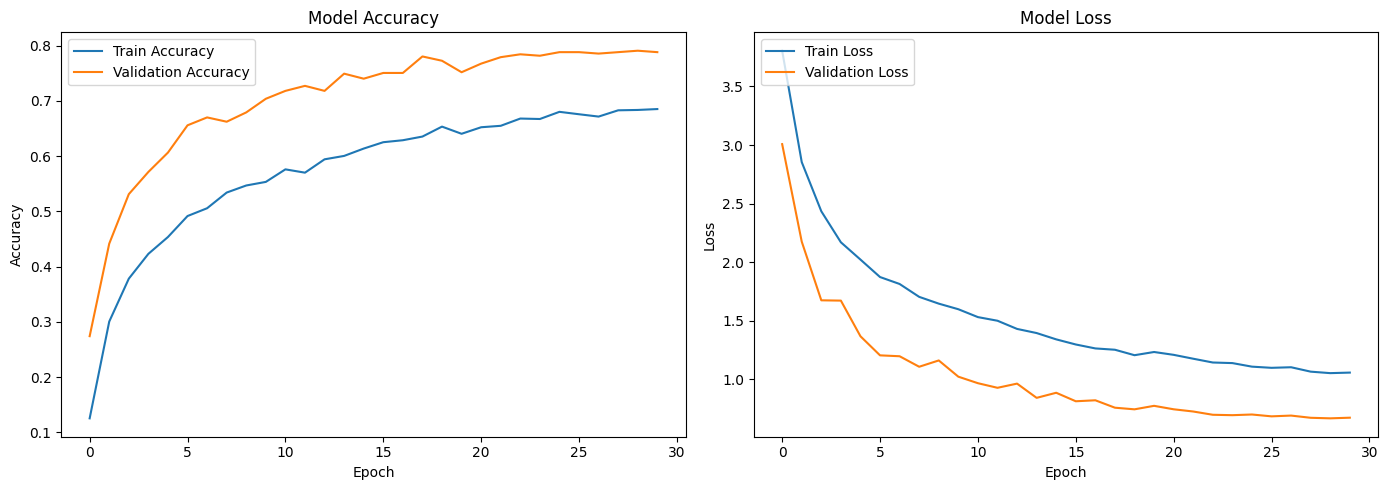 Model Accuracy
Train Accuracy
Validation Accuracy
0.8
0.7
0.6
0.5
0.4
0.3
0.2
0.1
Accuracy
0 5 10 15 20 25 30
Epoch
Model Loss
Train Loss
Validation Loss
3.5
3.0
2.5
2.0
1.5
1.0
Loss
0 5 10 15 20 25 30
Epoch